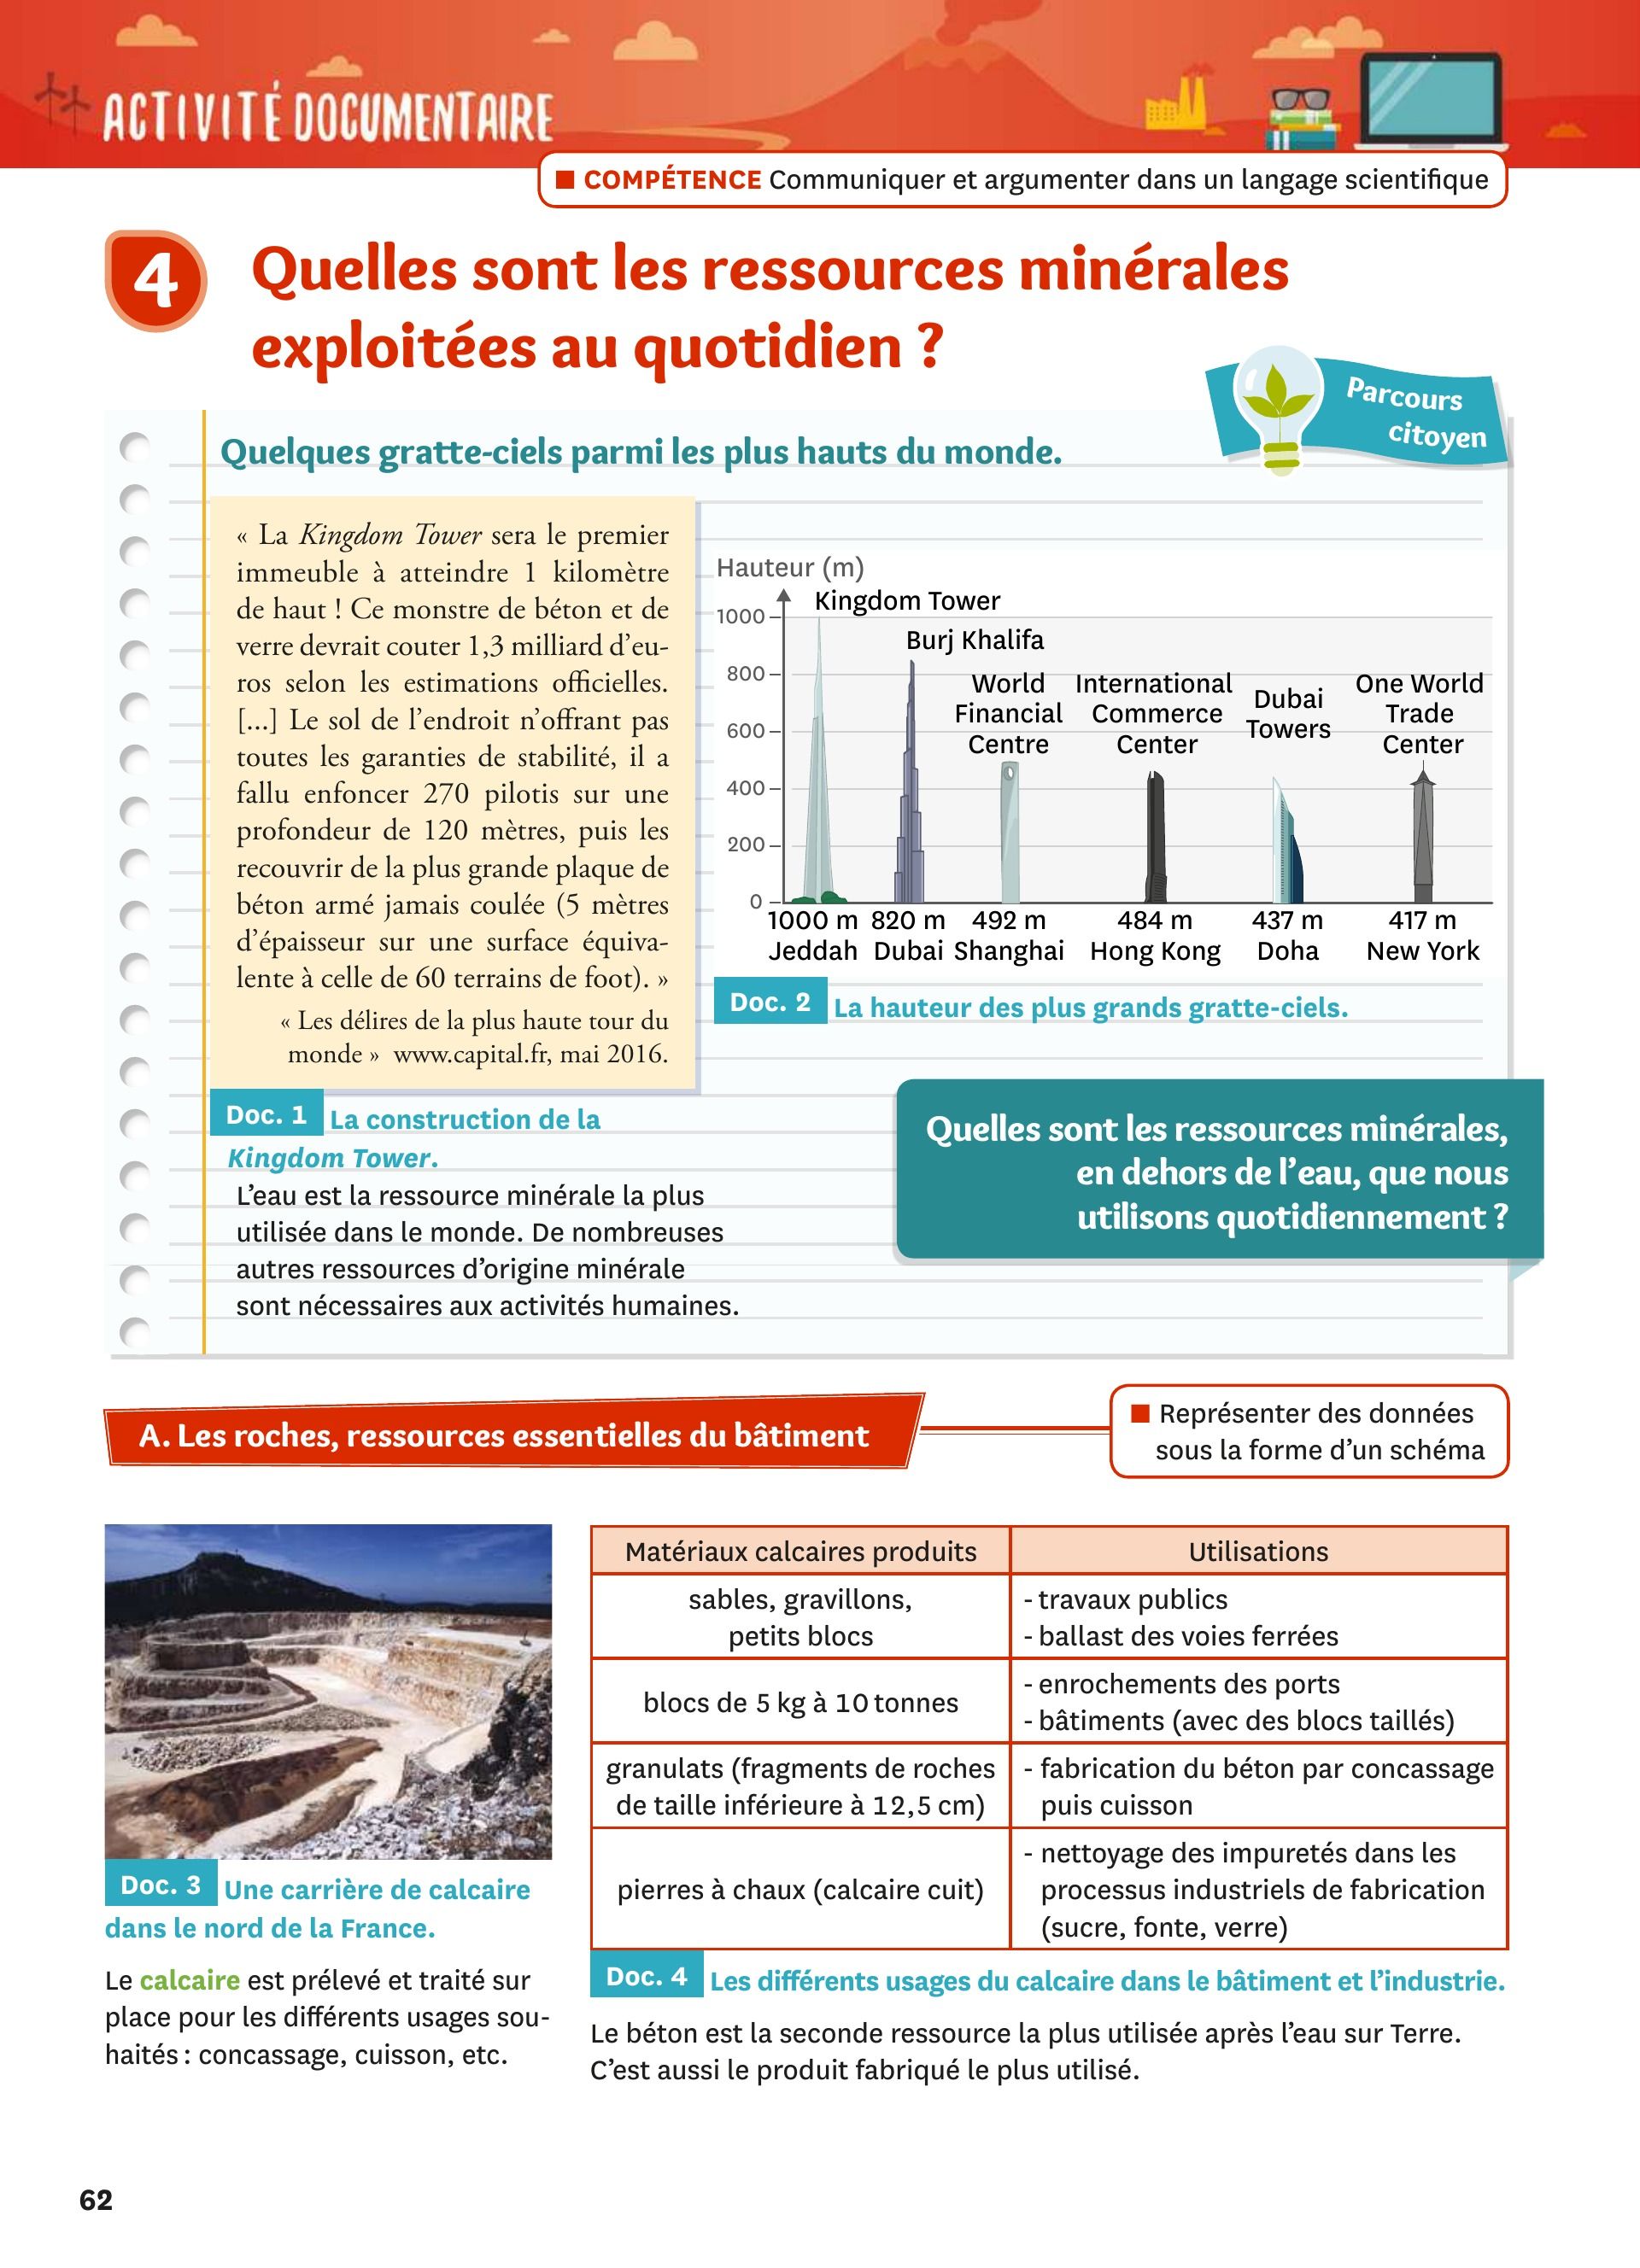 ACTIVITÉ DOCUMENTAIRE
■ COMPÉTENCE Communiquer et argumenter dans un langage scientifique
4
Quelles sont les ressources minérales
exploitées au quotidien ?
Parcours
citoyen
Quelques gratte-ciels parmi les plus hauts du monde.
« La Kingdom Tower sera le premier
immeuble à atteindre 1 kilomètre
de haut ! Ce monstre de béton et de
verre devrait couter 1,3 milliard d’eu-
ros selon les estimations officielles.
[...] Le sol de l’endroit n’offrant pas
toutes les garanties de stabilité, il a
fallu enfoncer 270 pilotis sur une
profondeur de 120 mètres, puis les
recouvrir de la plus grande plaque de
béton armé jamais coulée (5 mètres
d’épaisseur sur une surface équiva-
lente à celle de 60 terrains de foot). »
« Les délires de la plus haute tour du
monde » www.capital.fr, mai 2016.
Doc. 1 La construction de la
Kingdom Tower.
L’eau est la ressource minérale la plus
utilisée dans le monde. De nombreuses
autres ressources d’origine minérale
sont nécessaires aux activités humaines.
Hauteur (m)
1000
800
600
400
200
0
Kingdom Tower
Burj Khalifa
World
Financial
Centre
International
Commerce
Center
Dubai
Towers
One World
Trade
Center
1000 m 820 m 492 m 484 m 437 m 417 m
Jeddah Dubai Shanghai Hong Kong Doha New York
Doc. 2 La hauteur des plus grands gratte-ciels.
Quelles sont les ressources minérales,
en dehors de l’eau, que nous
utilisons quotidiennement ?
A. Les roches, ressources essentielles du bâtiment
■ Représenter des données
sous la forme d’un schéma
Doc. 3 Une carrière de calcaire
dans le nord de la France.
Le calcaire est prélevé et traité sur
place pour les différents usages sou-
haités : concassage, cuisson, etc.
Matériaux calcaires produits
Utilisations
sables, gravillons,
petits blocs
- travaux publics
- ballast des voies ferrées
blocs de 5 kg à 10 tonnes
- enrochements des ports
- bâtiments (avec des blocs taillés)
granulats (fragments de roches
de taille inférieure à 12,5 cm)
- fabrication du béton par concassage
puis cuisson
pierres à chaux (calcaire cuit)
- nettoyage des impuretés dans les
processus industriels de fabrication
(sucre, fonte, verre)
Doc. 4 Les différents usages du calcaire dans le bâtiment et l’industrie.
Le béton est la seconde ressource la plus utilisée après l’eau sur Terre.
C’est aussi le produit fabriqué le plus utilisé.
62